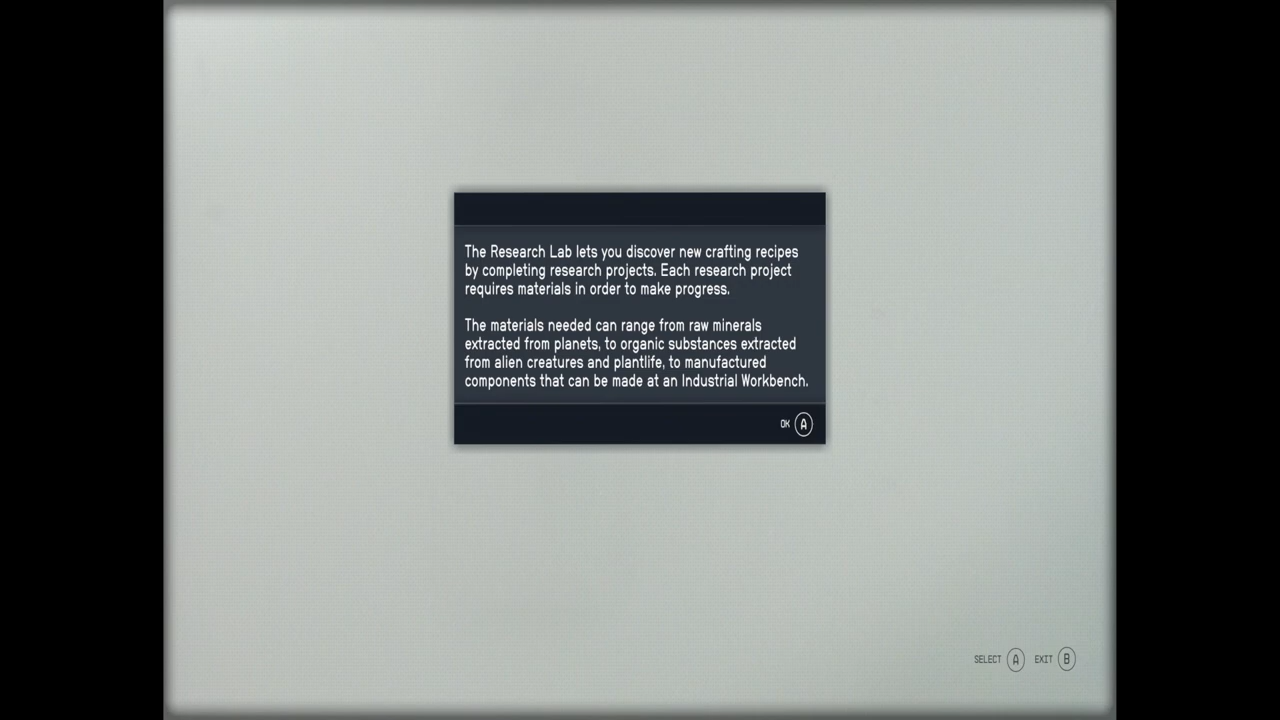 The Research Lab lets you discover new crafting recipes
by completing research projects. Each research project
requires materials in order to make progress.
The materials needed can range from raw minerals
extracted from planets, to organic substances extracted
from alien creatures and plantlife, to manufactured
components that can be made at an Industrial Workbench.
OK A
SELECT A EXIT B